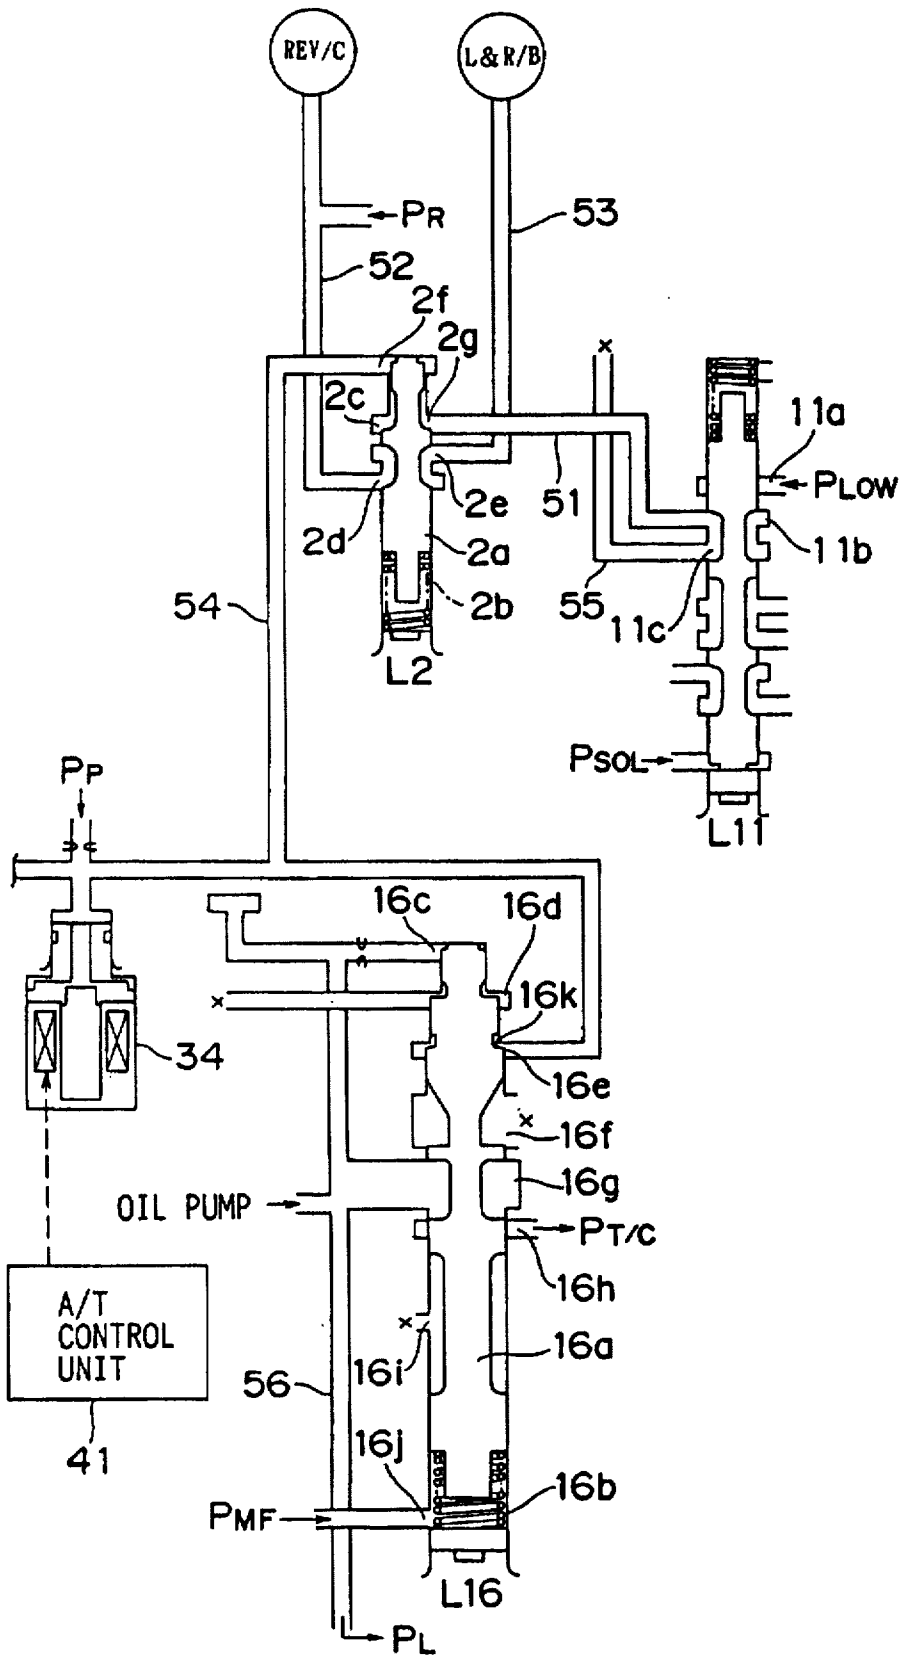 REV/C
L&R/B
PR
53
52
2f
2g
x
2c
11a
PLOW
51
2e
2d
11b
2a
55
11c
54
2b
L2
PSOL
PP
L11
16c
16d
x
16k
34
16e
x
16f
16g
OIL PUMP
PT/C
16h
A/T
CONTROL
UNIT
x
16i
16a
56
41
16j
16b
PMF
L16
PL